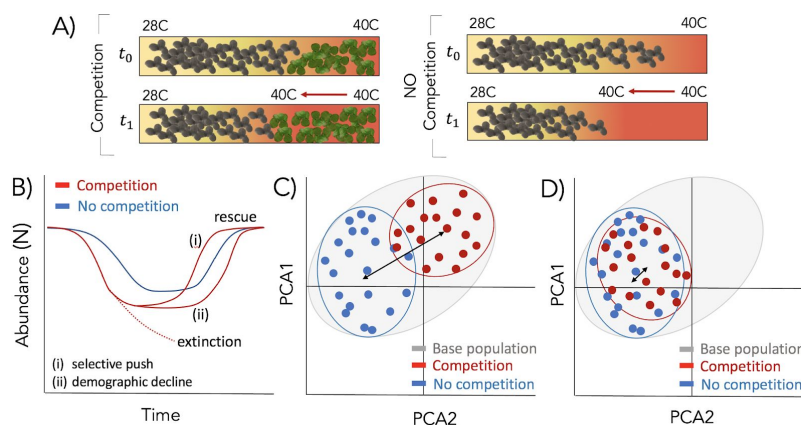 A)
28C 40C
Competition
t0
28C 40C 40C
t1
28C 40C
NO Competition
t0
28C 40C 40C
t1
B)
Competition
No competition
rescue
(i)
(ii)
extinction
(i) selective push
(ii) demographic decline
Abundance (N)
Time
C)
PCA1
Base population
Competition
No competition
PCA2
D)
PCA1
Base population
Competition
No competition
PCA2